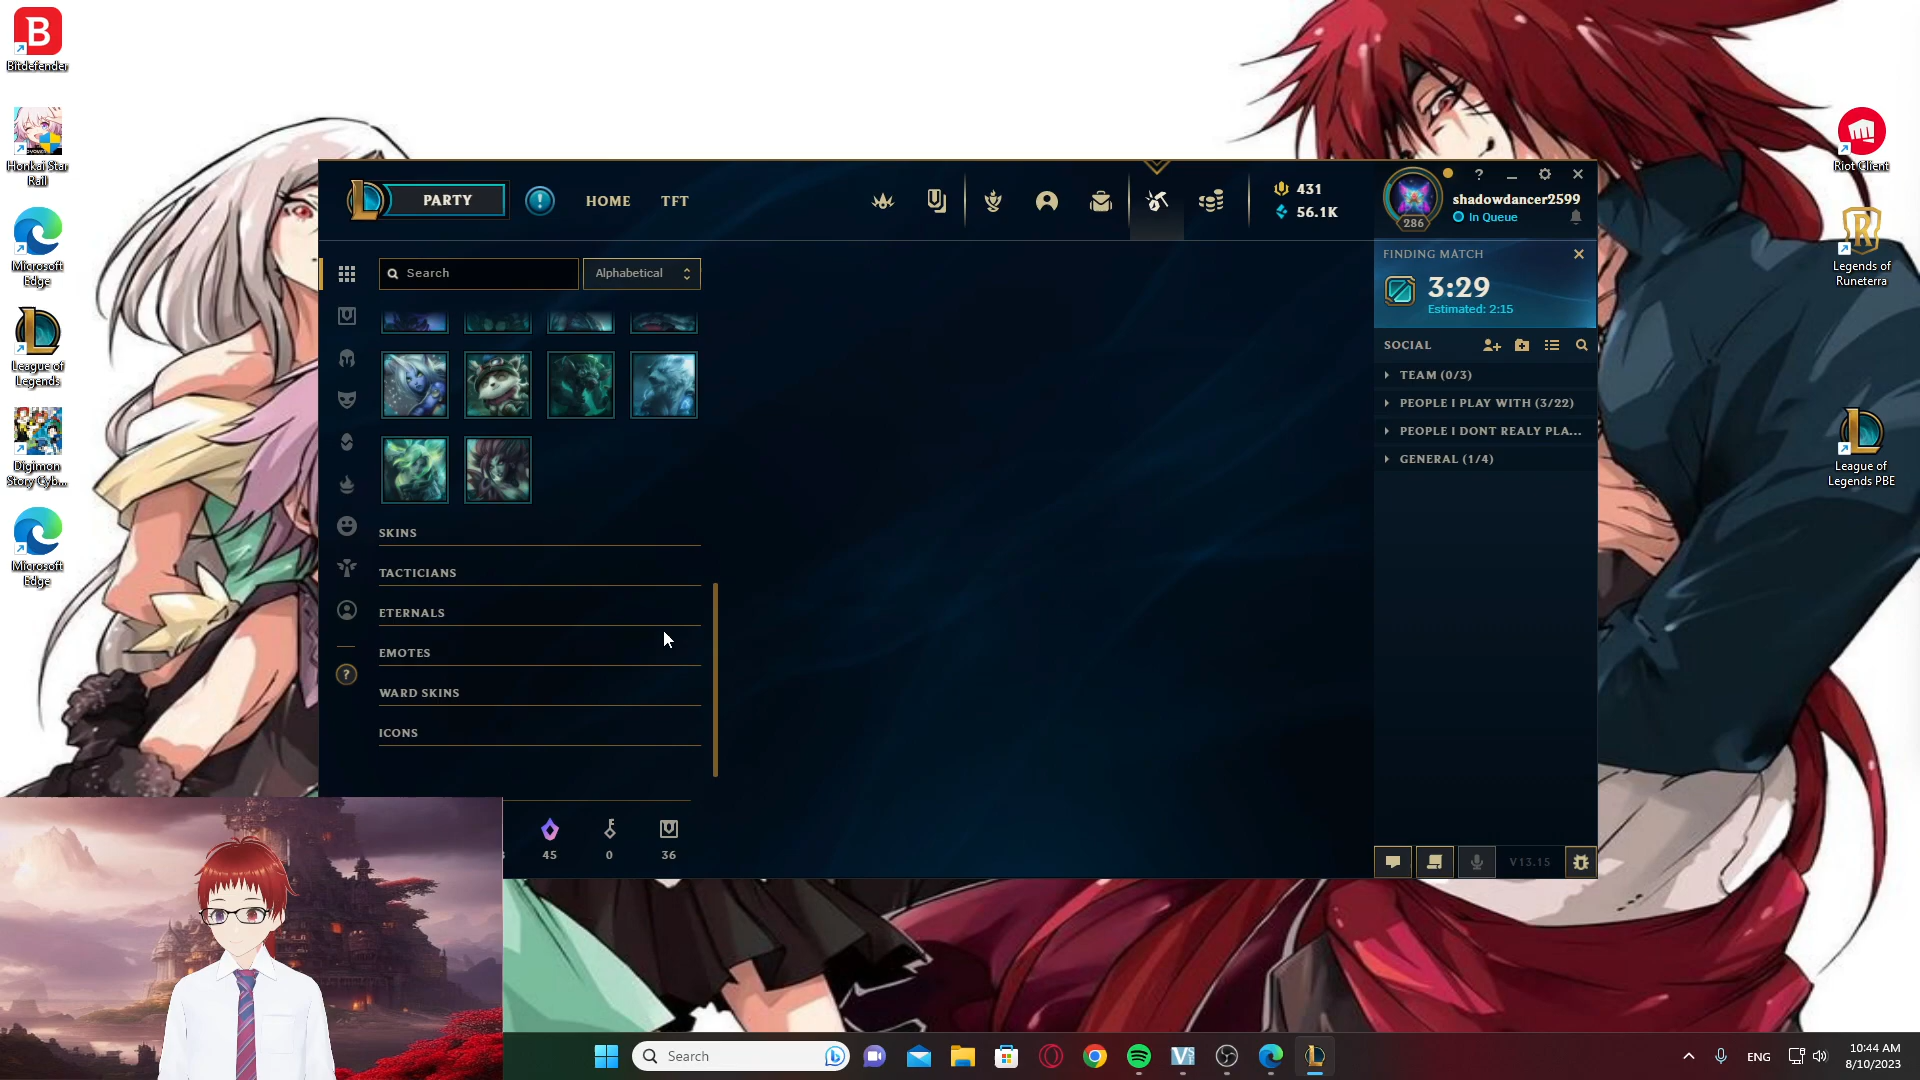 Bitdefender
Honkai Star
Rail
Microsoft
Edge
League of
Legends
Digimon
Story Cyb...
Microsoft
Edge
PARTY
HOME
TFT
431
56.1K
286
shadowdancer2599
In Queue
Search
Alphabetical
FINDING MATCH
3:29
Estimated: 2:15
SOCIAL
TEAM (0/3)
PEOPLE I PLAY WITH (3/22)
PEOPLE I DONT REALY PLA...
GENERAL (1/4)
SKINS
TACTICIANS
ETERNALS
EMOTES
WARD SKINS
ICONS
45
0
36
V13.15
Riot Client
Legends of
Runeterra
League of
Legends PBE
Search
ENG
10:44 AM
8/10/2023